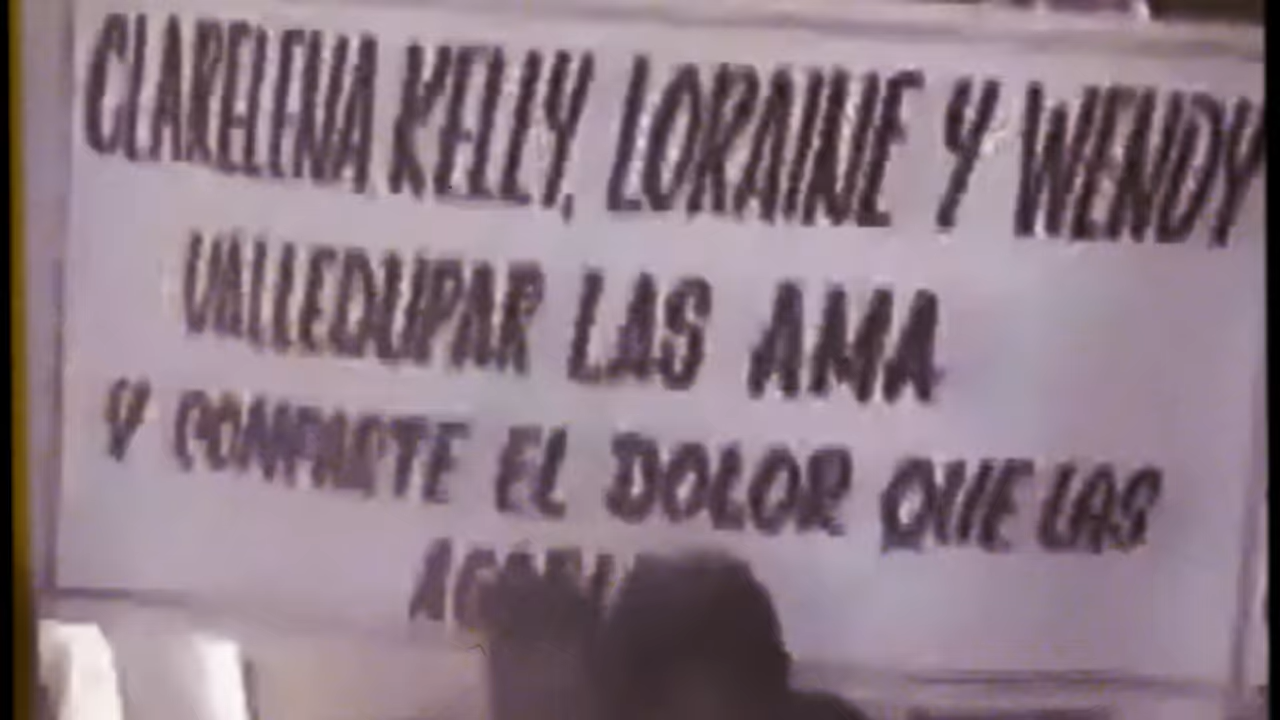 CLARELENA KELLY, LORAINE Y WENDY
VALLEDUPAR LAS AMA
Y COMPARTE EL DOLOR QUE LAS